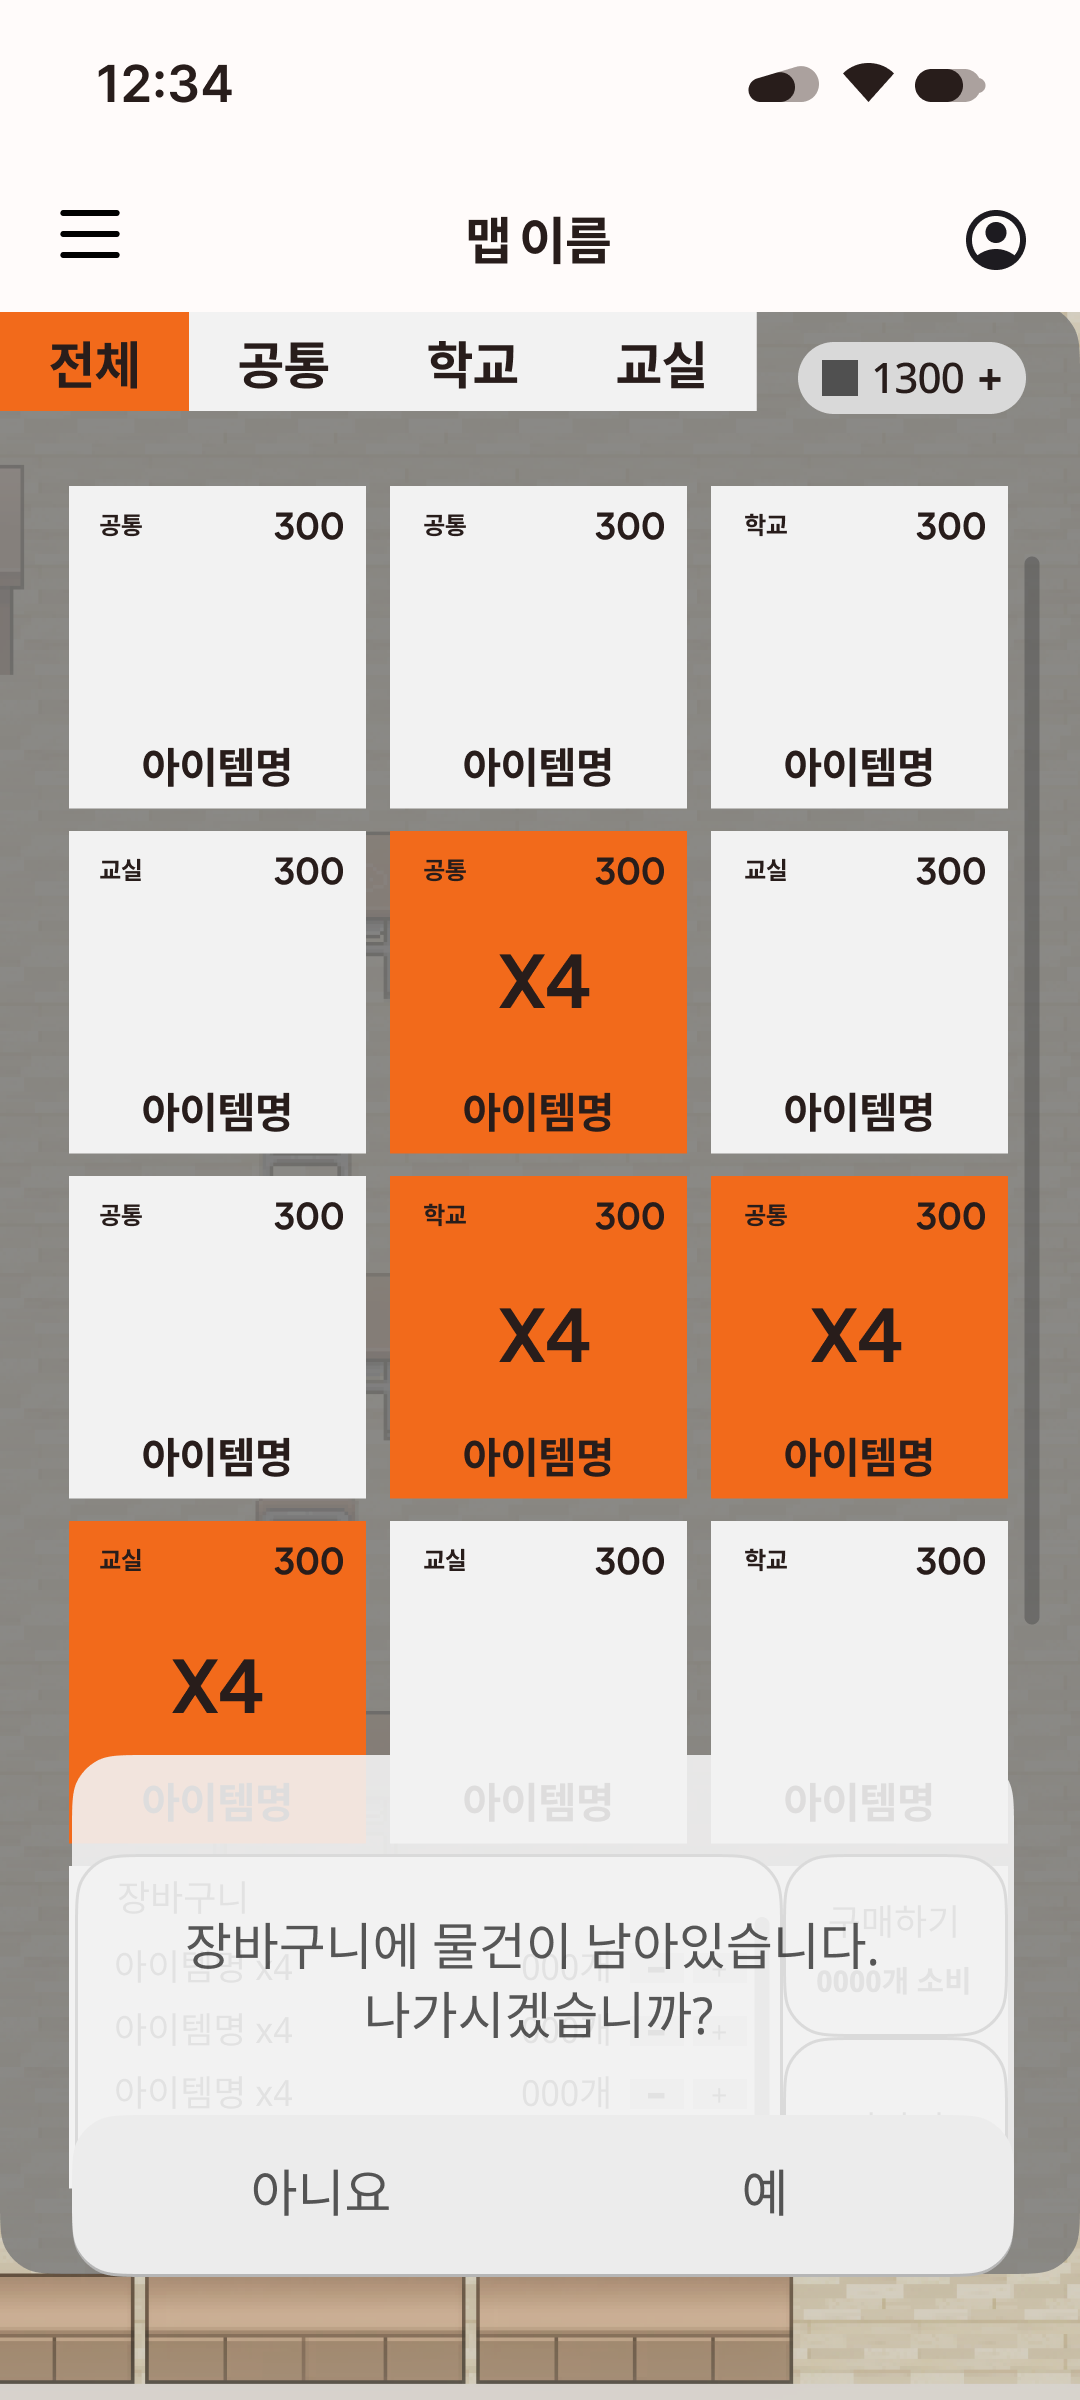 12:34
맵 이름
전체 공통 학교 교실
1300 +
공통 300 공통 300 학교 300
아이템명 아이템명 아이템명
교실 300 공통 300 교실 300
X4
아이템명 아이템명 아이템명
공통 300 학교 300 공통 300
X4 X4
아이템명 아이템명 아이템명
교실 300 교실 300 학교 300
X4
아이템명 아이템명 아이템명
장바구니
구매하기
장바구니에 물건이 남아있습니다.
아이템명 x4 000개 - +
0000개 소비
나가시겠습니까?
아이템명 x4 000개 - +
아이템명 x4 000개 - +
아니요 예